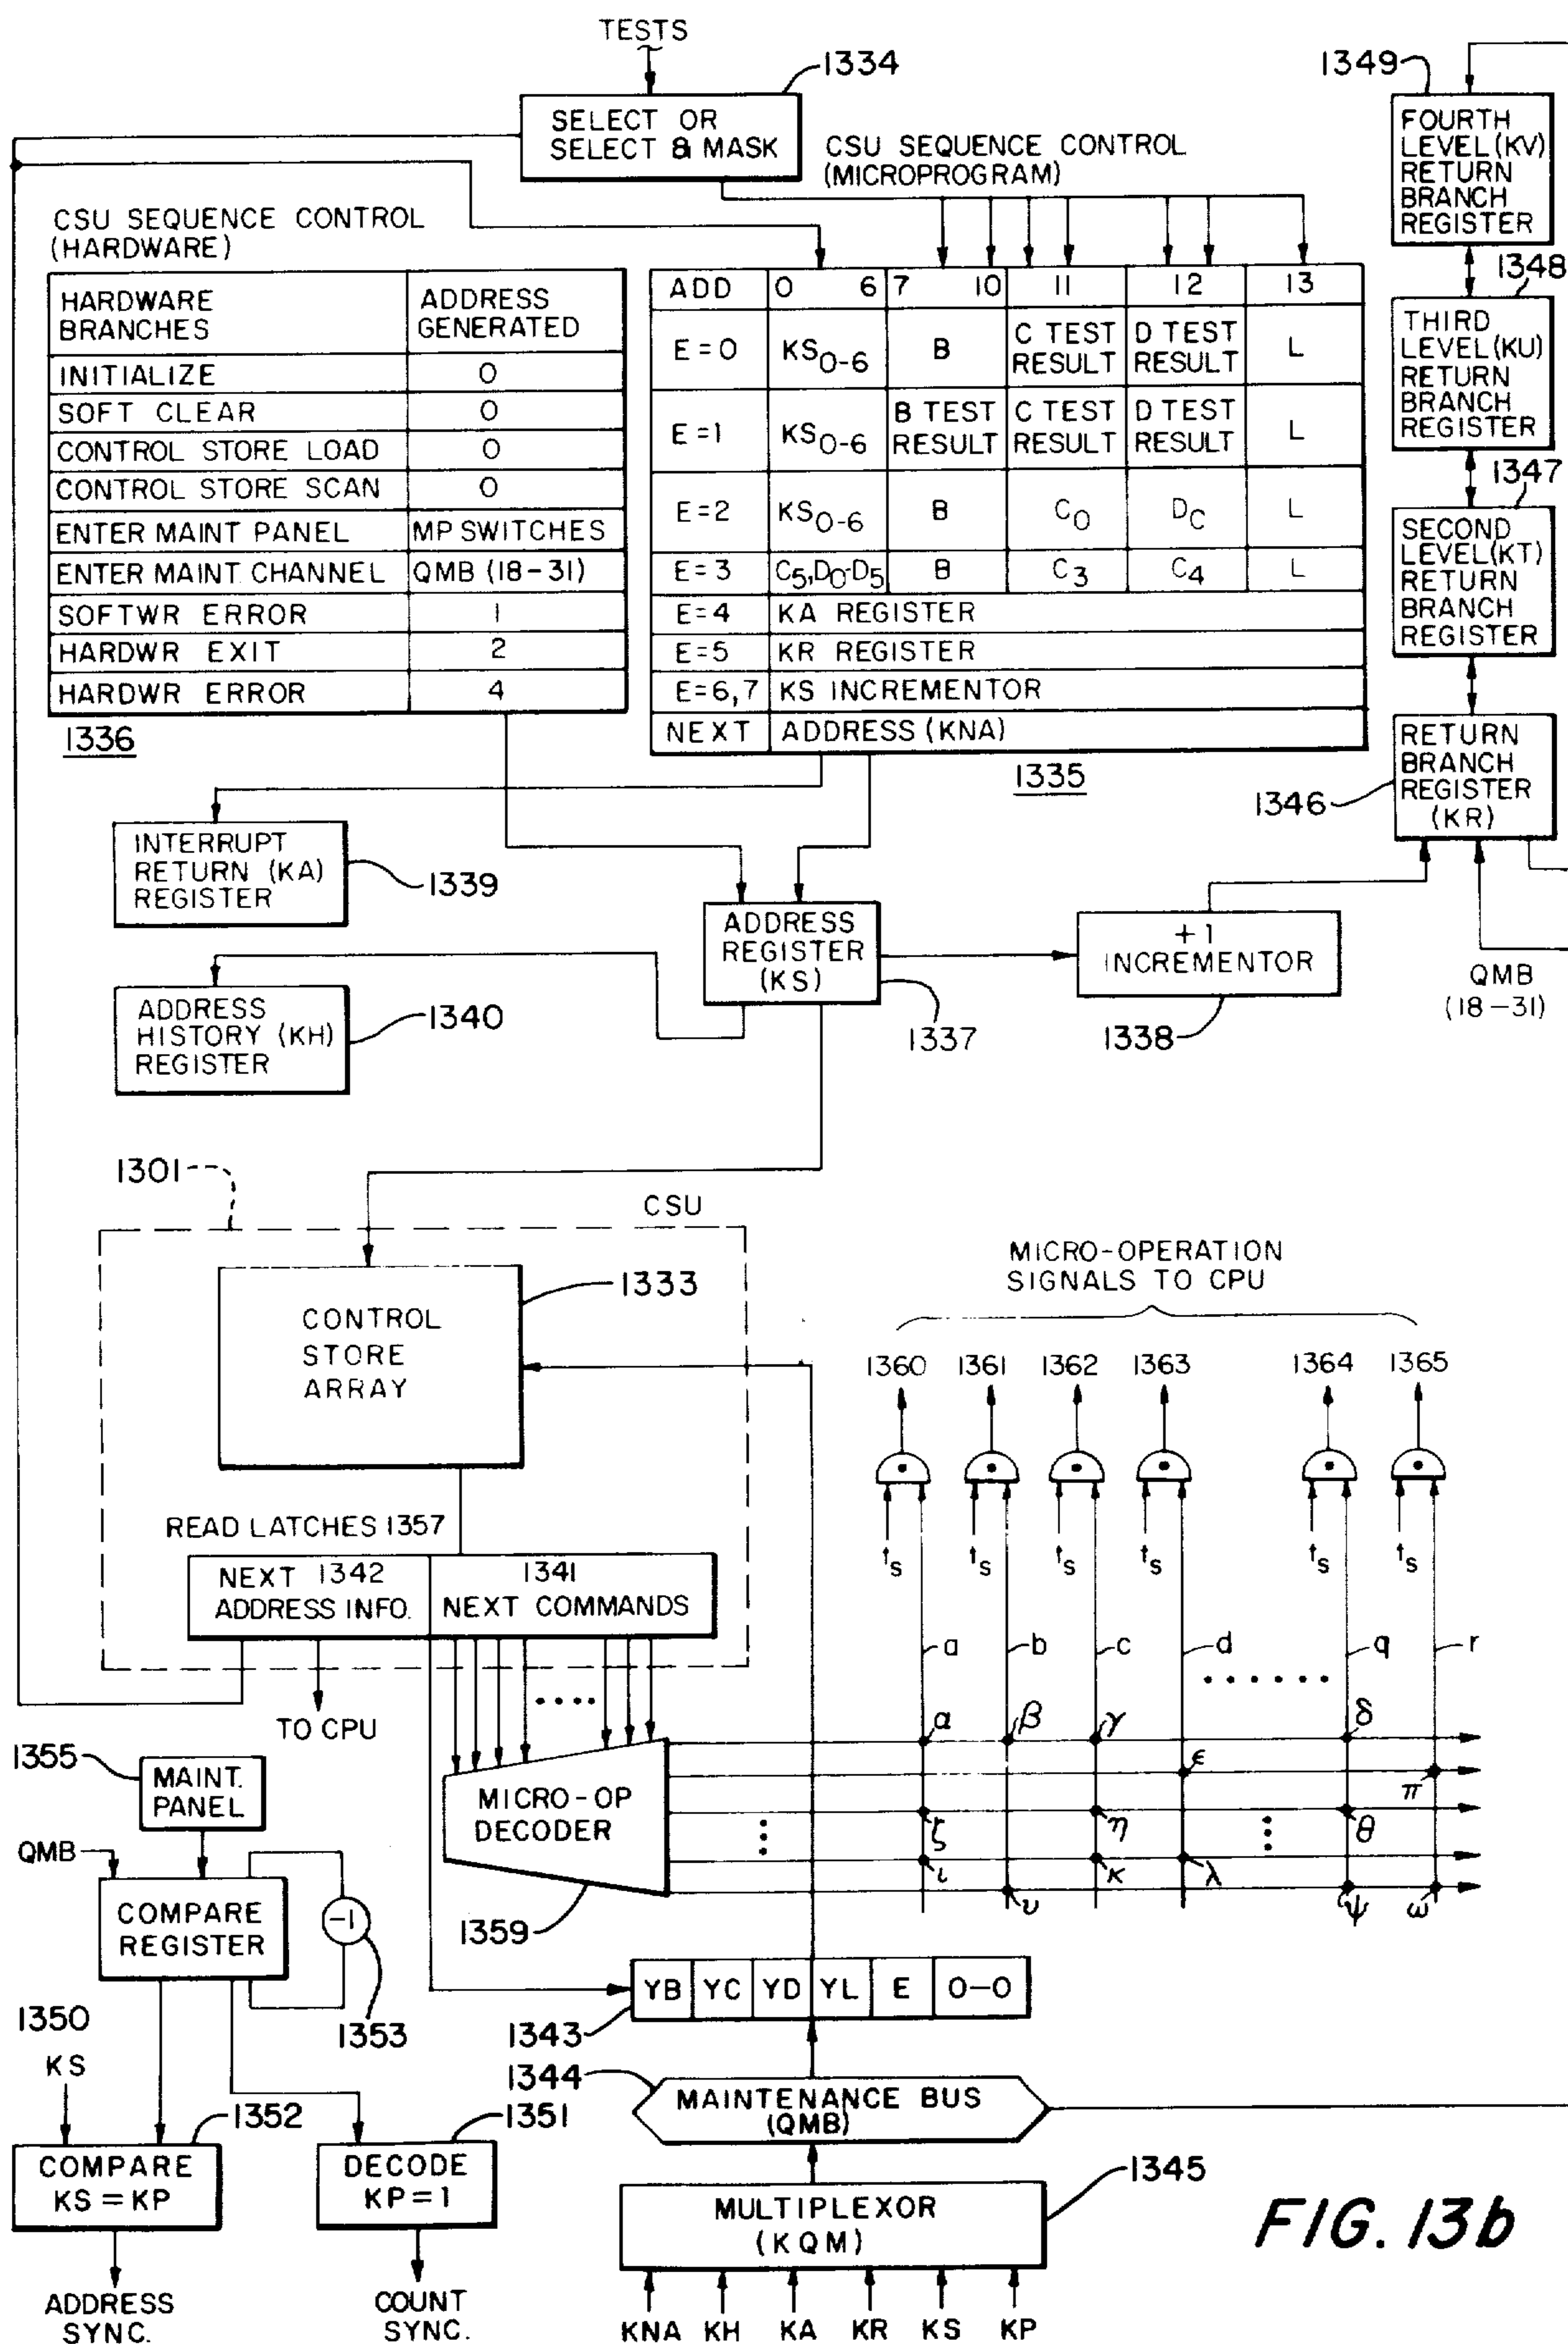 TESTS
1334
SELECT OR
SELECT & MASK
CSU SEQUENCE CONTROL
(MICROPROGRAM)
CSU SEQUENCE CONTROL
(HARDWARE)
HARDWARE BRANCHES ADDRESS GENERATED
INITIALIZE 0
SOFT CLEAR 0
CONTROL STORE LOAD 0
CONTROL STORE SCAN 0
ENTER MAINT PANEL MP SWITCHES
ENTER MAINT. CHANNEL QMB (18-31)
SOFTWR ERROR 1
HARDWR EXIT 2
HARDWR ERROR 4
1336
ADD 0 6 7 10 11 12 13
E=0 KS0-6 B C TEST RESULT D TEST RESULT L
E=1 KS0-6 B TEST RESULT C TEST RESULT D TEST RESULT L
E=2 KS0-6 B C0 DC L
E=3 C5,D0-D5 B C3 C4 L
E=4 KA REGISTER
E=5 KR REGISTER
E=6,7 KS INCREMENTOR
NEXT ADDRESS (KNA)
1335
1349
FOURTH
LEVEL (KV)
RETURN
BRANCH
REGISTER
1348
THIRD
LEVEL (KU)
RETURN
BRANCH
REGISTER
1347
SECOND
LEVEL (KT)
RETURN
BRANCH
REGISTER
RETURN
BRANCH
REGISTER
(KR)
1346
QMB
(18-31)
INTERRUPT
RETURN (KA)
REGISTER
1339
ADDRESS
HISTORY (KH)
REGISTER
1340
ADDRESS
REGISTER
(KS)
1337
+1
INCREMENTOR
1338
1301
CSU
CONTROL
STORE
ARRAY
1333
READ LATCHES 1357
NEXT 1342
ADDRESS INFO.
1341
NEXT COMMANDS
TO CPU
MICRO-OPERATION
SIGNALS TO CPU
1360 1361 1362 1363 1364 1365
ts ts ts ts ts ts
a b c d q r
α β γ δ
ε π
ζ η θ
ι κ λ
υ ψ ω
MICRO-OP
DECODER
1359
1355
MAINT.
PANEL
QMB
COMPARE
REGISTER
-1
1353
1350
KS
1352
COMPARE
KS = KP
ADDRESS
SYNC.
1351
DECODE
KP = 1
COUNT
SYNC.
YB YC YD YL E 0-0
1343
1344
MAINTENANCE BUS
(QMB)
1345
MULTIPLEXOR
(KQM)
KNA KH KA KR KS KP
FIG. 13b